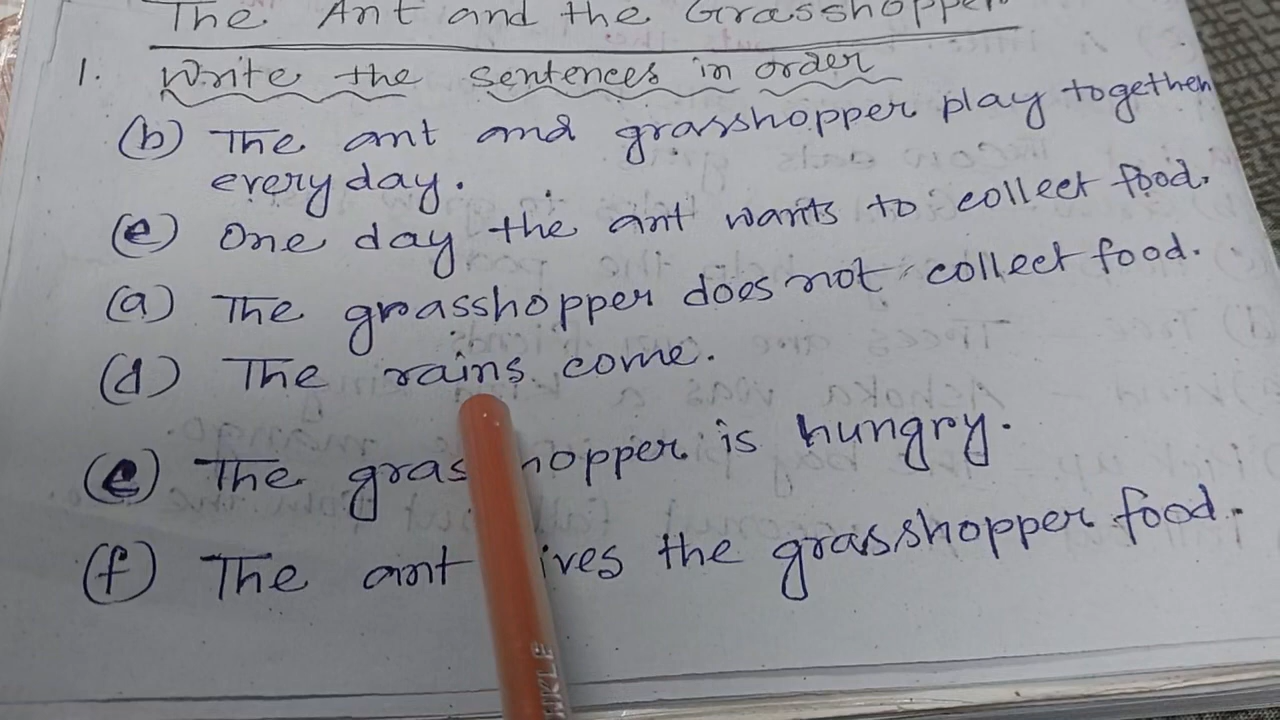 The Ant and the Grasshopper
1. Write the sentences in order
(b) The ant and grasshopper play together
every day.
(e) One day the ant wants to collect food.
(a) The grasshopper does not collect food.
(d) The rains come.
(c) The gras hopper is hungry.
(f) The ant ives the grasshopper food.